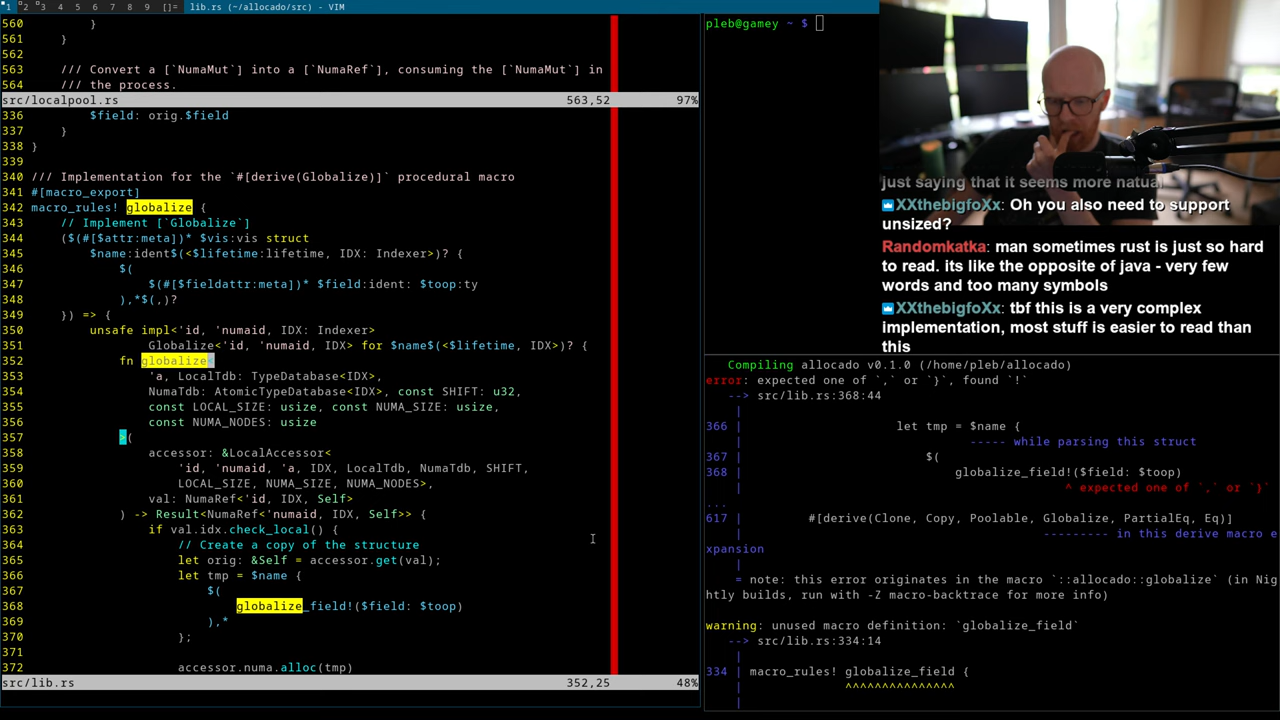 1 2 3 4 5 6 7 8 9 []= lib.rs (~/allocado/src) - VIM
560         }
561     }
562
563     /// Convert a [`NumaMut`] into a [`NumaRef`], consuming the [`NumaMut`] in
564     /// the process.
src/localpool.rs 563,52 97%
336         $field: orig.$field
337     }
338 }
339
340 /// Implementation for the `#[derive(Globalize)]` procedural macro
341 #[macro_export]
342 macro_rules! globalize {
343     // Implement [`Globalize`]
344     ($(#[$attr:meta])* $vis:vis struct
345         $name:ident$(<$lifetime:lifetime, IDX: Indexer>)? {
346             $(
347                 $(#[$fieldattr:meta])* $field:ident: $toop:ty
348             ),*$(,)?
349     }) => {
350         unsafe impl<'id, 'numaid, IDX: Indexer>
351                 Globalize<'id, 'numaid, IDX> for $name$(<$lifetime, IDX>)? {
352             fn globalize<
353                 'a, LocalTdb: TypeDatabase<IDX>,
354                 NumaTdb: AtomicTypeDatabase<IDX>, const SHIFT: u32,
355                 const LOCAL_SIZE: usize, const NUMA_SIZE: usize,
356                 const NUMA_NODES: usize
357             >(
358                 accessor: &LocalAccessor<
359                     'id, 'numaid, 'a, IDX, LocalTdb, NumaTdb, SHIFT,
360                     LOCAL_SIZE, NUMA_SIZE, NUMA_NODES>,
361                 val: NumaRef<'id, IDX, Self>
362             ) -> Result<NumaRef<'numaid, IDX, Self>> {
363                 if val.idx.check_local() {
364                     // Create a copy of the structure
365                     let orig: &Self = accessor.get(val);
366                     let tmp = $name {
367                         $(
368                             globalize_field!($field: $toop)
369                         ),*
370                     };
371
372                     accessor.numa.alloc(tmp)
src/lib.rs 352,25 48%
pleb@gamey ~ $
just saying that it seems more natual
XXthebigfoXx: Oh you also need to support
unsized?
Randomkatka: man sometimes rust is just so hard
to read. its like the opposite of java - very few
words and too many symbols
XXthebigfoXx: tbf this is a very complex
implementation, most stuff is easier to read than
this
   Compiling allocado v0.1.0 (/home/pleb/allocado)
error: expected one of `,` or `}`, found `!`
   --> src/lib.rs:368:44
    |
366 |                     let tmp = $name {
    |                               ----- while parsing this struct
367 |                         $(
368 |                             globalize_field!($field: $toop)
    |                                            ^ expected one of `,` or `}`
...
617 |         #[derive(Clone, Copy, Poolable, Globalize, PartialEq, Eq)]
    |                                         --------- in this derive macro e
xpansion
    |
    = note: this error originates in the macro `::allocado::globalize` (in Nig
htly builds, run with -Z macro-backtrace for more info)
warning: unused macro definition: `globalize_field`
   --> src/lib.rs:334:14
    |
334 | macro_rules! globalize_field {
    |              ^^^^^^^^^^^^^^^
    |